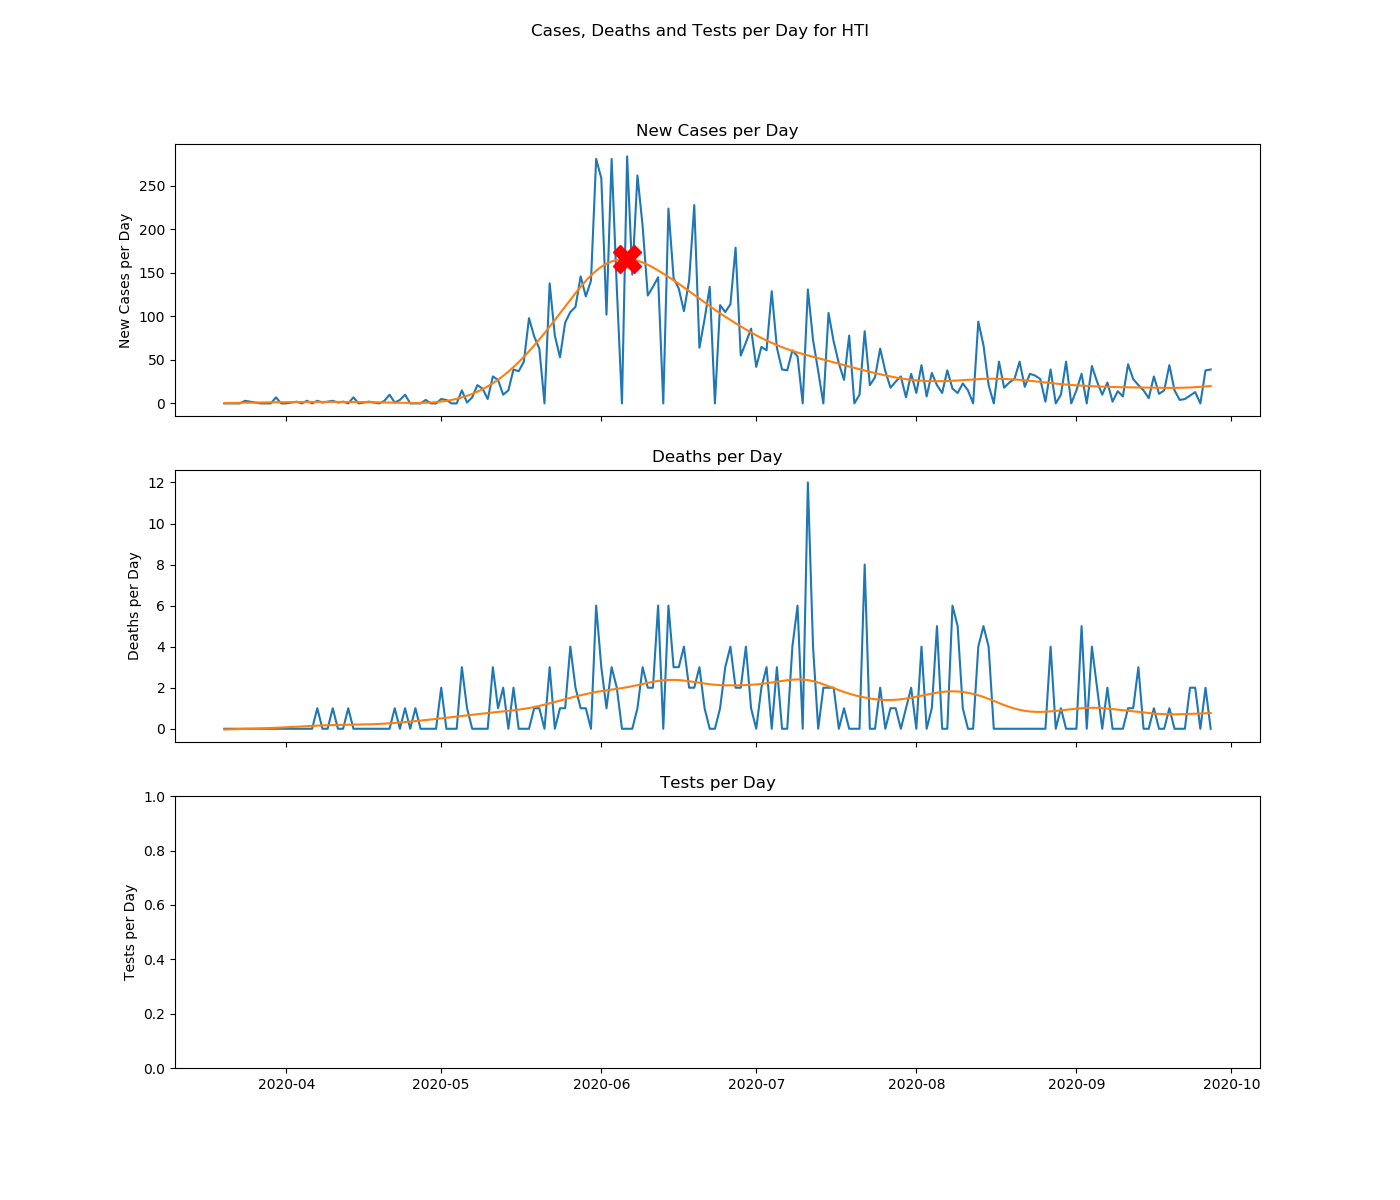 Cases, Deaths and Tests per Day for HTI
New Cases per Day
New Cases per Day
250
200
150
100
50
0
Deaths per Day
Deaths per Day
12
10
8
6
4
2
0
Tests per Day
Tests per Day
1.0
0.8
0.6
0.4
0.2
0.0
2020-04 2020-05 2020-06 2020-07 2020-08 2020-09 2020-10